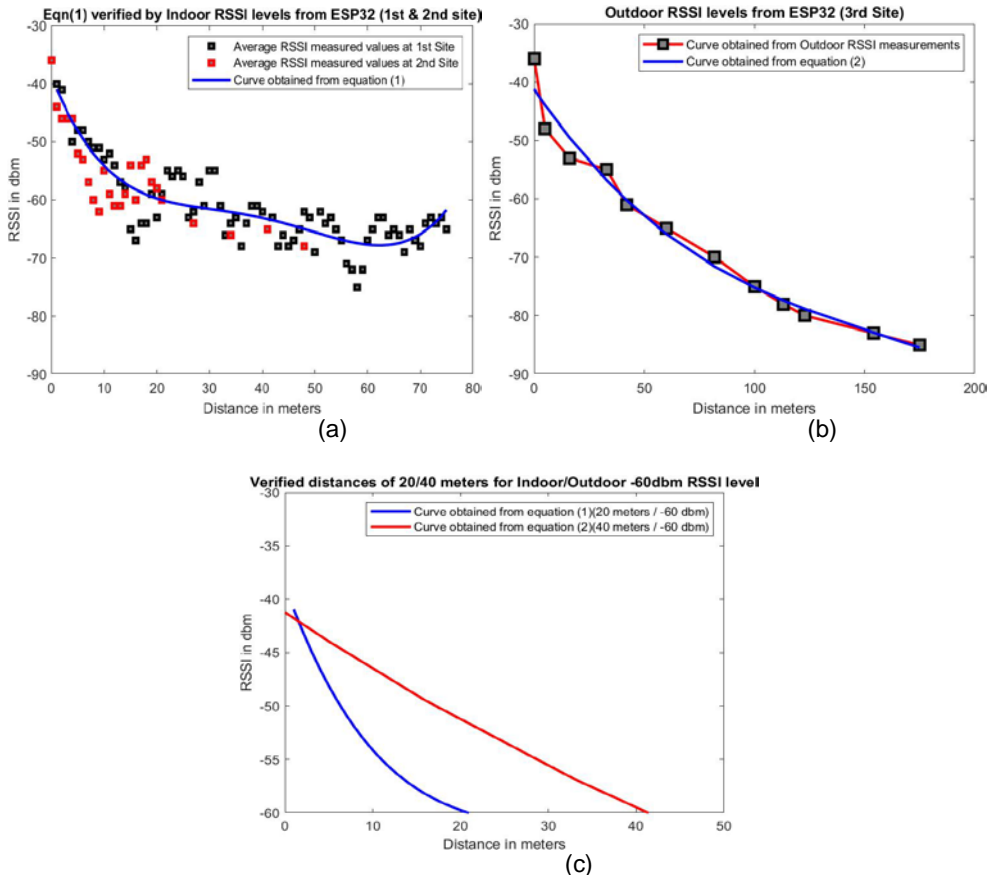 Eqn(1) verified by Indoor RSSI levels from ESP32 (1st & 2nd site)
Average RSSI measured values at 1st Site
Average RSSI measured values at 2nd Site
Curve obtained from equation (1)
RSSI in dbm
-30
-40
-50
-60
-70
-80
-90
0 10 20 30 40 50 60 70 80
Distance in meters
(a)
Outdoor RSSI levels from ESP32 (3rd Site)
Curve obtained from Outdoor RSSI measurements
Curve obtained from equation (2)
RSSI in dbm
-30
-40
-50
-60
-70
-80
-90
0 50 100 150 200
Distance in meters
(b)
Verified distances of 20/40 meters for Indoor/Outdoor -60dbm RSSI level
Curve obtained from equation (1)(20 meters / -60 dbm)
Curve obtained from equation (2)(40 meters / -60 dbm)
RSSI in dbm
-30
-35
-40
-45
-50
-55
-60
0 10 20 30 40 50
Distance in meters
(c)